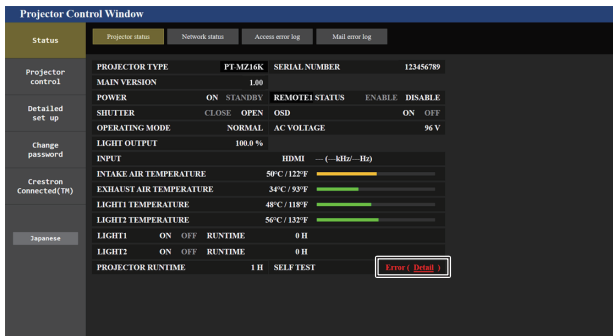 Projector Control Window
Status
Projector status Network status Access error log Mail error log
Projector control
Detailed set up
Change password
Crestron Connected(TM)
Japanese
PROJECTOR TYPE PT-MZ16K SERIAL NUMBER 123456789
MAIN VERSION 1.00
POWER ON STANDBY REMOTE1 STATUS ENABLE DISABLE
SHUTTER CLOSE OPEN OSD ON OFF
OPERATING MODE NORMAL AC VOLTAGE 96 V
LIGHT OUTPUT 100.0 %
INPUT HDMI — (—kHz/—Hz)
INTAKE AIR TEMPERATURE 50°C / 122°F
EXHAUST AIR TEMPERATURE 34°C / 93°F
LIGHT1 TEMPERATURE 48°C / 118°F
LIGHT2 TEMPERATURE 56°C / 132°F
LIGHT1 ON OFF RUNTIME 0 H
LIGHT2 ON OFF RUNTIME 0 H
PROJECTOR RUNTIME 1 H SELF TEST Error ( Detail )